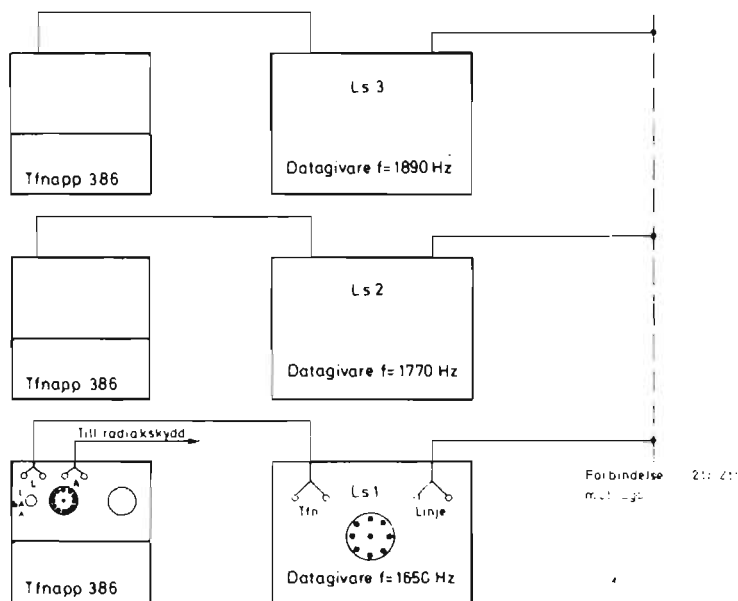 Ls 3
Datagivare f=1890 Hz
Tfnapp 386
Ls 2
Datagivare f=1770 Hz
Tfnapp 386
Till radiakskydd
L A
L
A
Ls 1
Tfn Linje
Datagivare f=1650 Hz
Tfnapp 386
Förbindelse